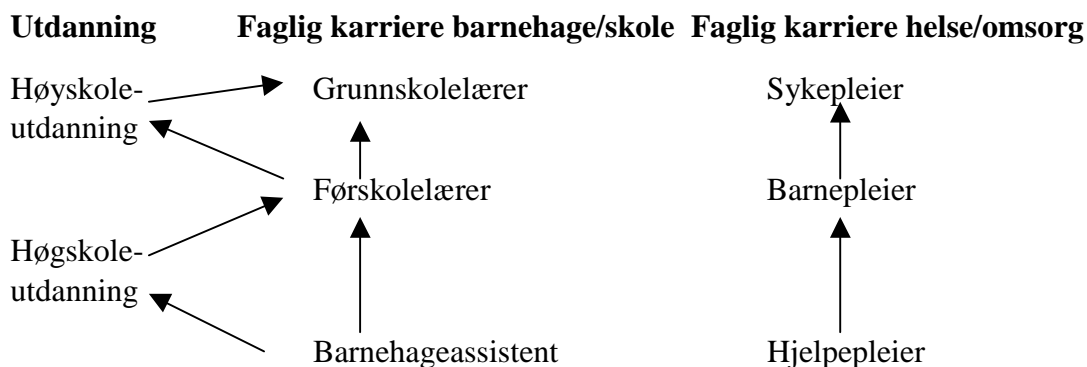 Utdanning Faglig karriere barnehage/skole Faglig karriere helse/omsorg
Høyskole- Grunnskolelærer Sykepleier
utdanning
Førskolelærer Barnepleier
Høgskole-
utdanning
Barnehageassistent Hjelpepleier